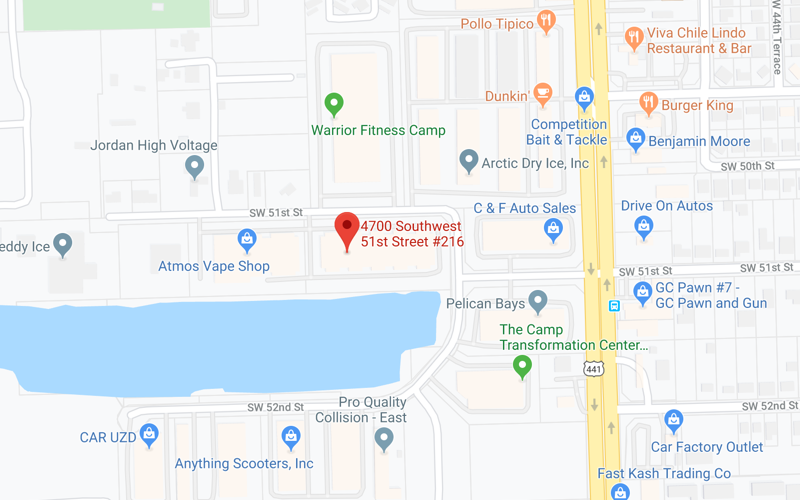 Pollo Tipico
Viva Chile Lindo
Restaurant & Bar
SW 44th Terrace
Dunkin'
Burger King
Competition
Bait & Tackle
Warrior Fitness Camp
Benjamin Moore
Jordan High Voltage
Arctic Dry Ice, Inc
SW 50th St
SW 51st St
C & F Auto Sales
Drive On Autos
4700 Southwest
51st Street #216
eddy Ice
Atmos Vape Shop
SW 51st St
SW 51st St
GC Pawn #7 -
GC Pawn and Gun
Pelican Bays
The Camp
Transformation Center...
441
SW 52nd St
Pro Quality
Collision - East
SW 52nd St
CAR UZD
Anything Scooters, Inc
Car Factory Outlet
Fast Kash Trading Co